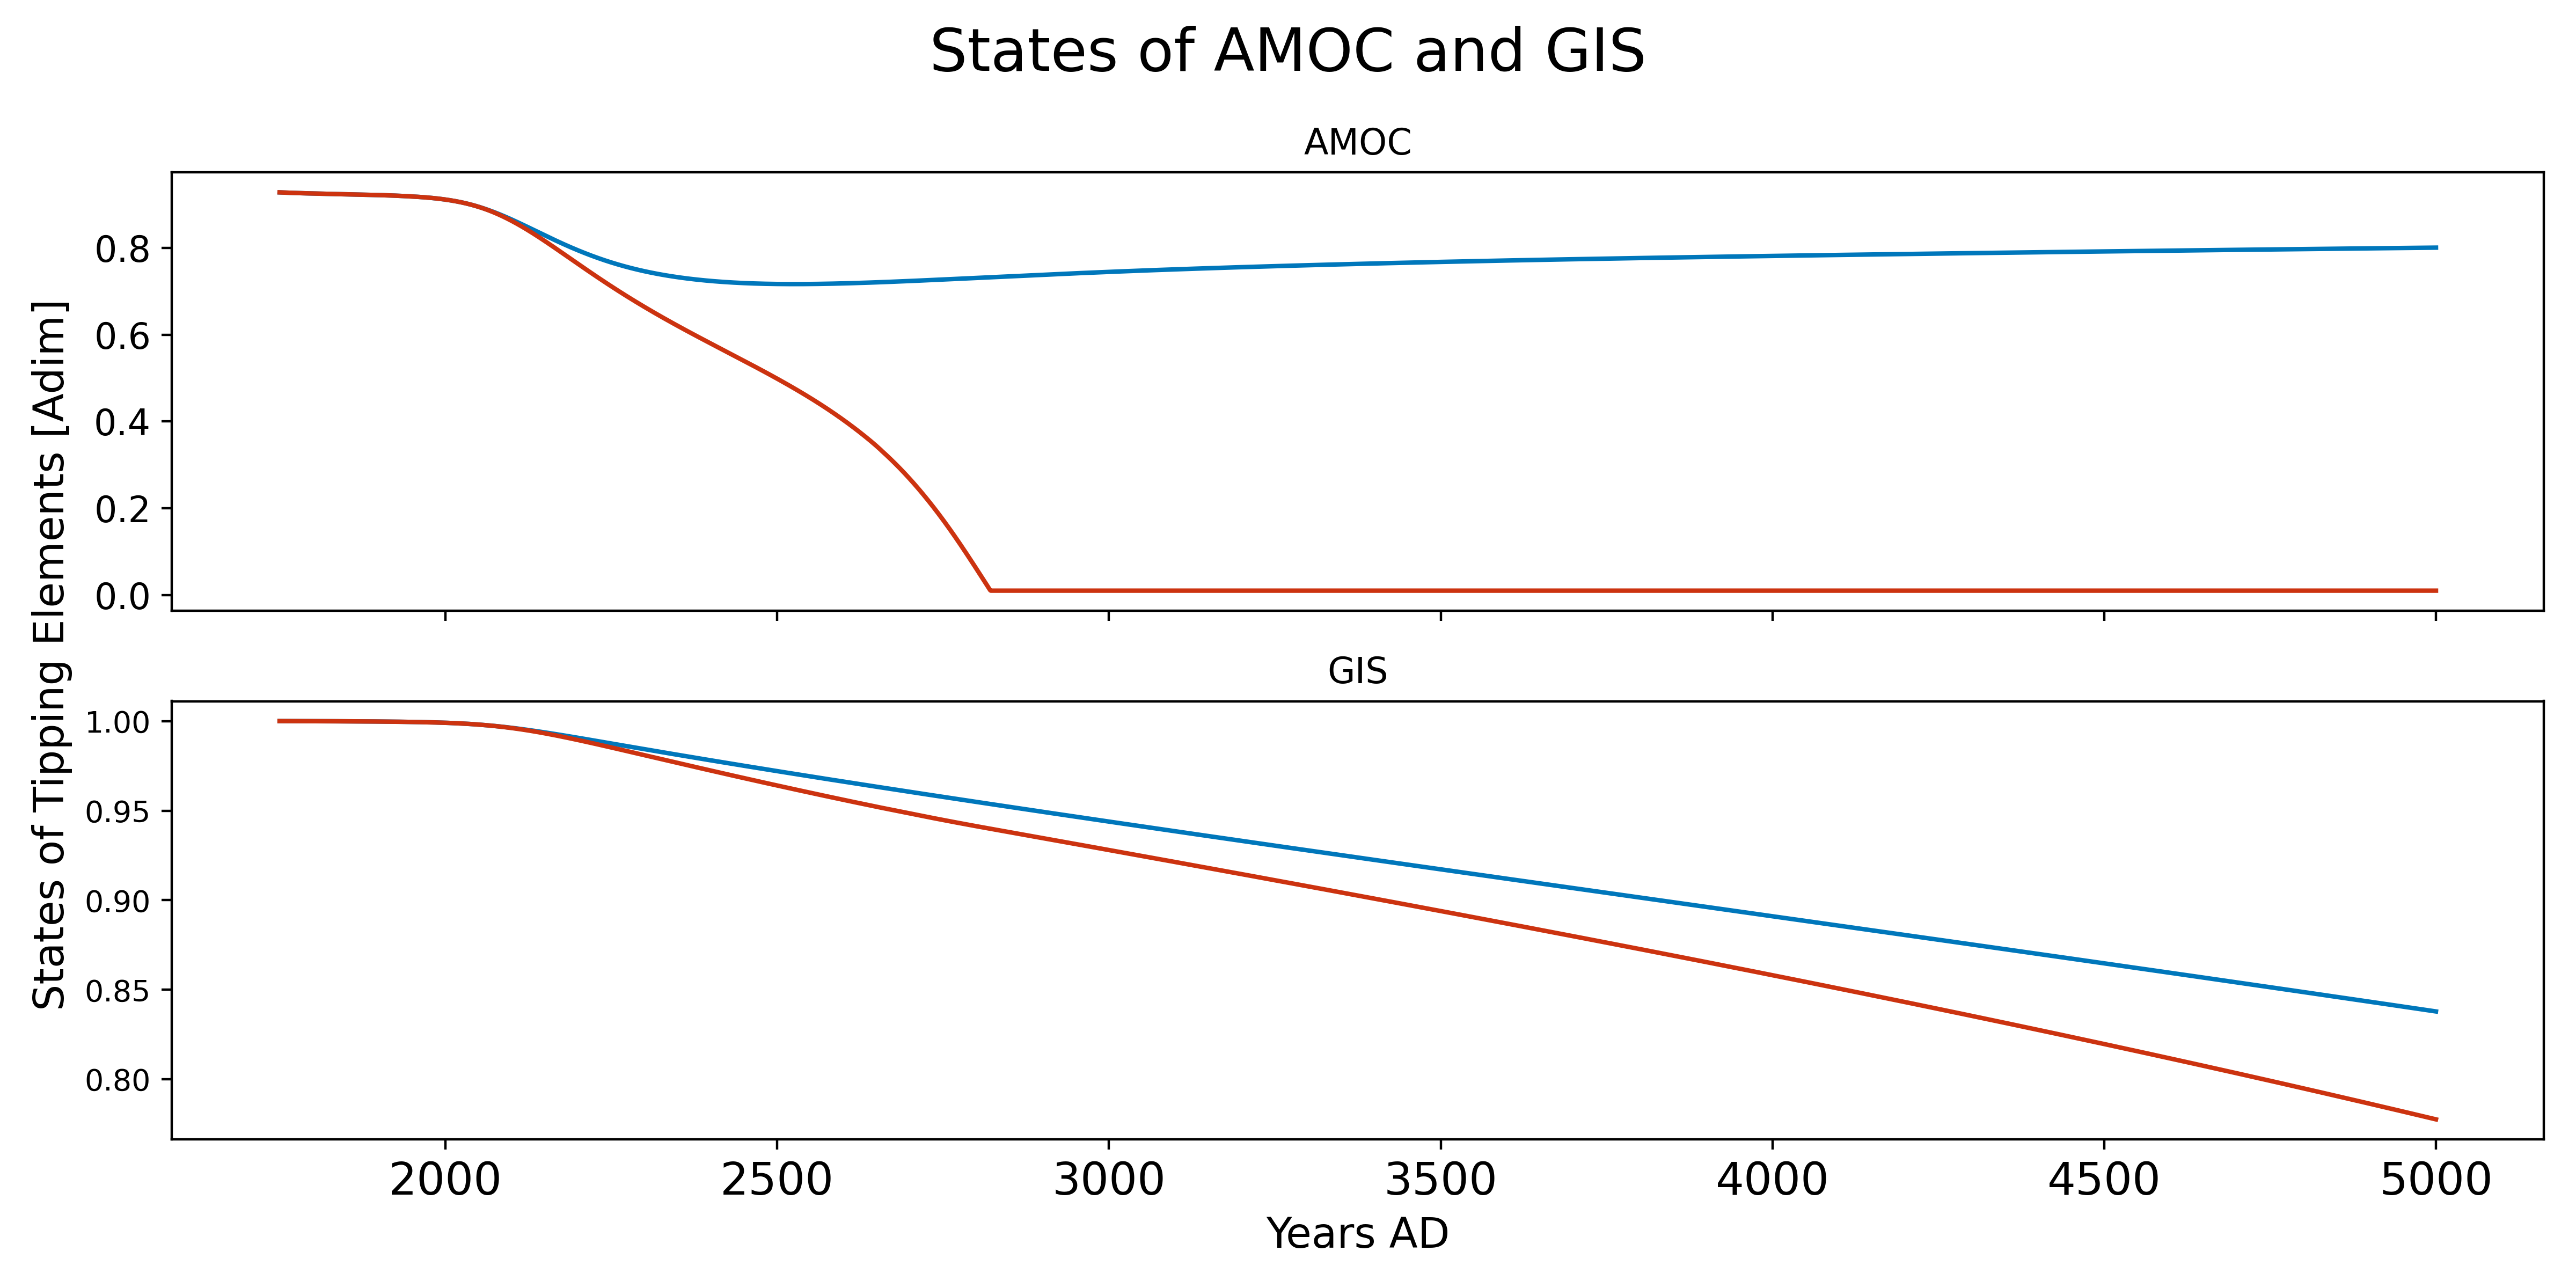 States of AMOC and GIS
AMOC
States of Tipping Elements [Adim]
0.8
0.6
0.4
0.2
0.0
GIS
1.00
0.95
0.90
0.85
0.80
2000 2500 3000 3500 4000 4500 5000
Years AD